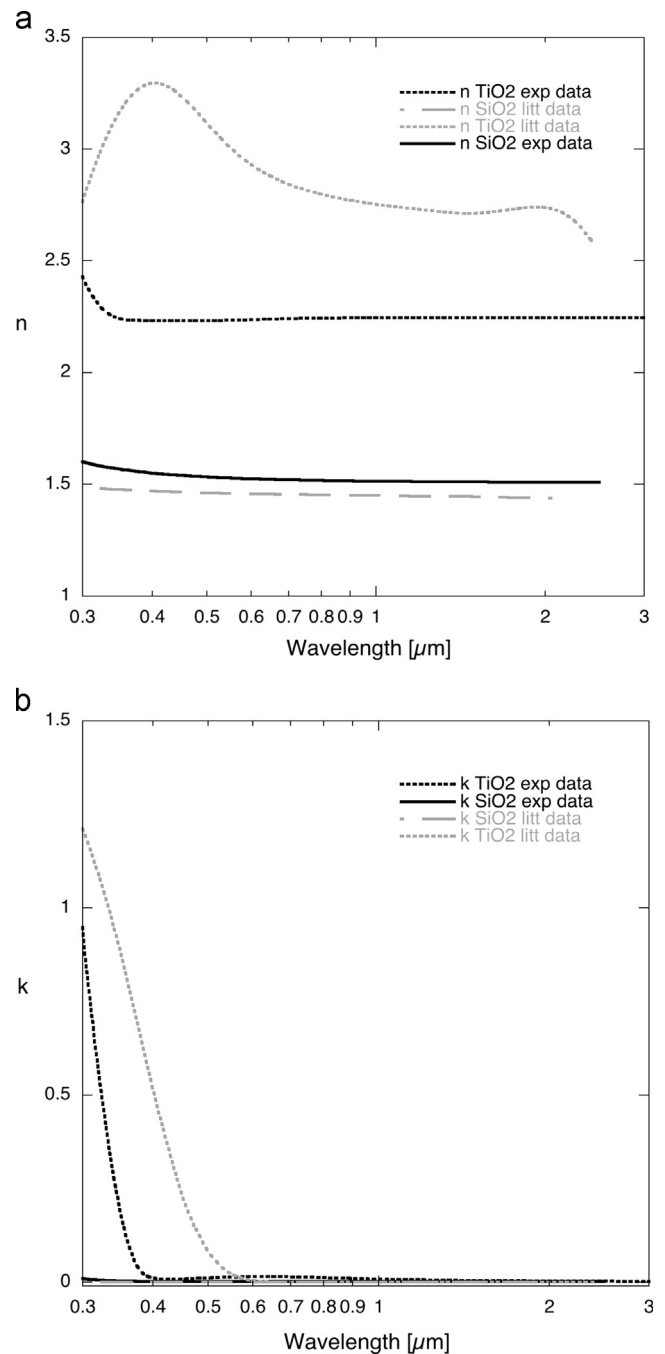 a
3.5
n TiO2 exp data
n SiO2 litt data
n TiO2 litt data
n SiO2 exp data
3
2.5
n
2
1.5
1
0.3 0.4 0.5 0.6 0.7 0.8 0.9 1 2 3
Wavelength [µm]
b
1.5
k TiO2 exp data
k SiO2 exp data
k SiO2 litt data
k TiO2 litt data
1
k
0.5
0
0.3 0.4 0.5 0.6 0.7 0.8 0.9 1 2 3
Wavelength [µm]